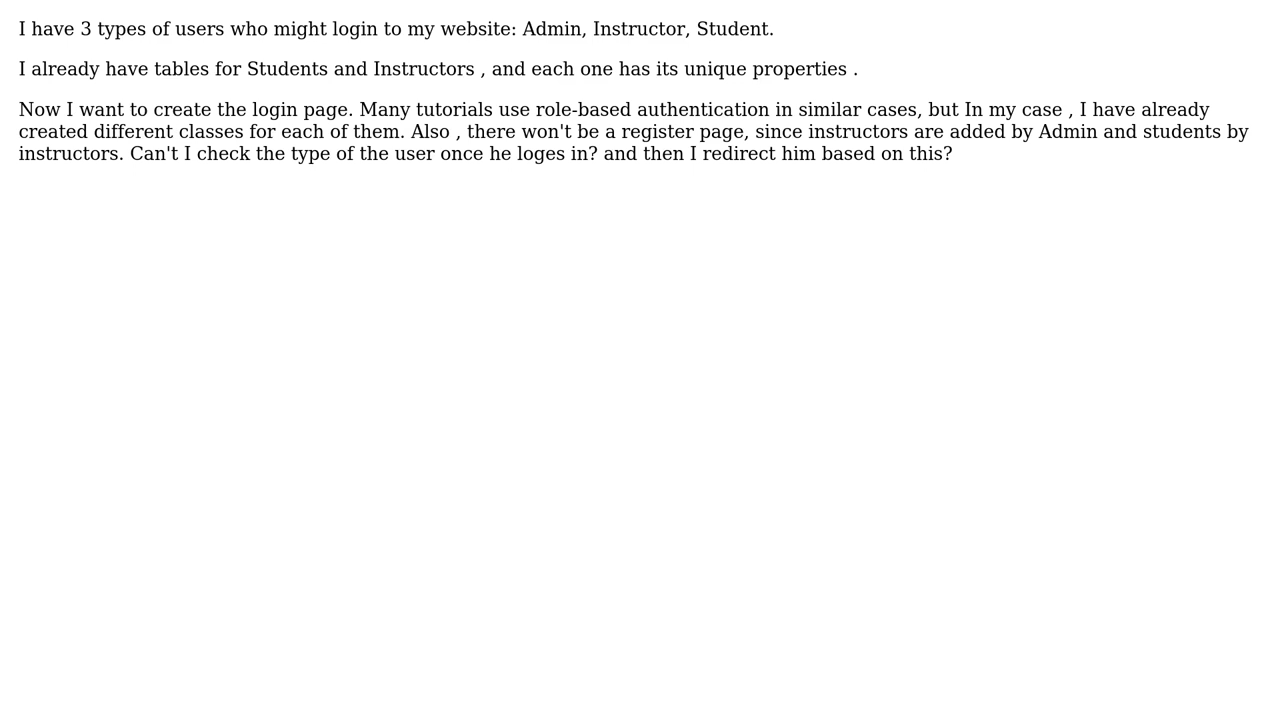 I have 3 types of users who might login to my website: Admin, Instructor, Student.
I already have tables for Students and Instructors , and each one has its unique properties .
Now I want to create the login page. Many tutorials use role-based authentication in similar cases, but In my case , I have already
created different classes for each of them. Also , there won't be a register page, since instructors are added by Admin and students by
instructors. Can't I check the type of the user once he loges in? and then I redirect him based on this?